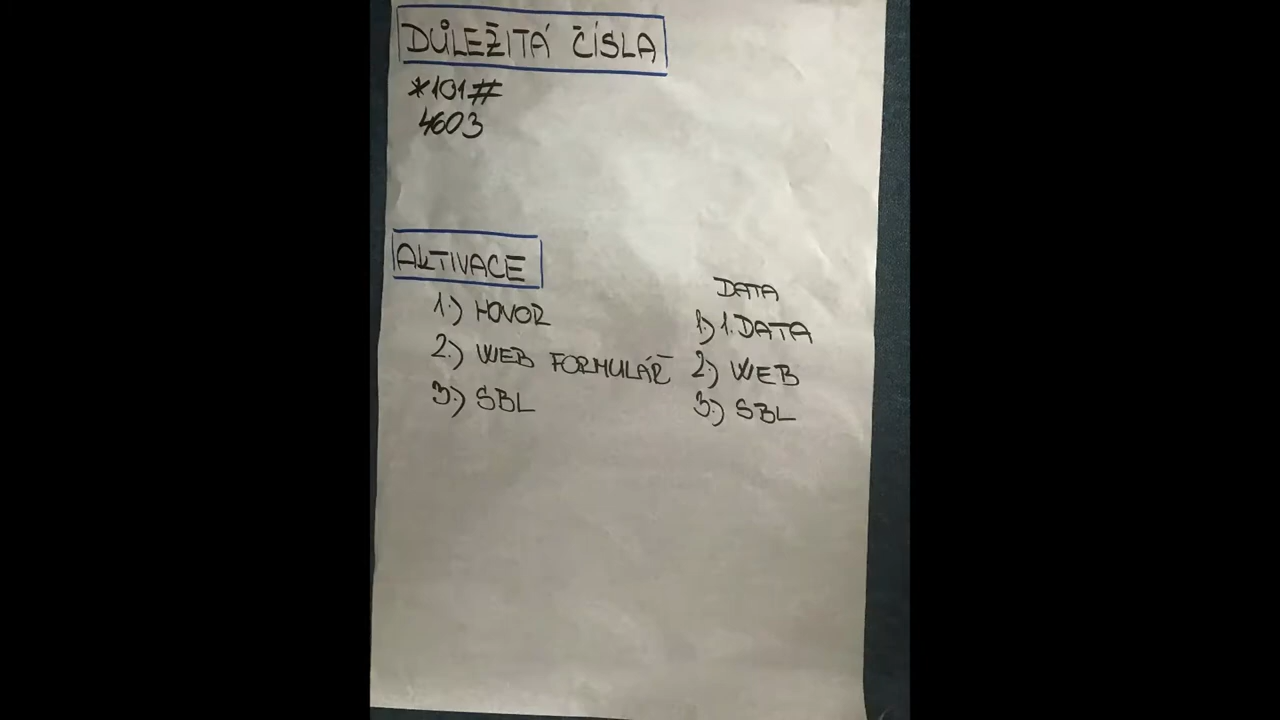 DŮLEŽITÁ ČÍSLA
*101#
4603
AKTIVACE
1.) HOVOR
2.) WEB FORMULÁŘ
3.) SBL
DATA
1.) 1. DATA
2.) WEB
3.) SBL